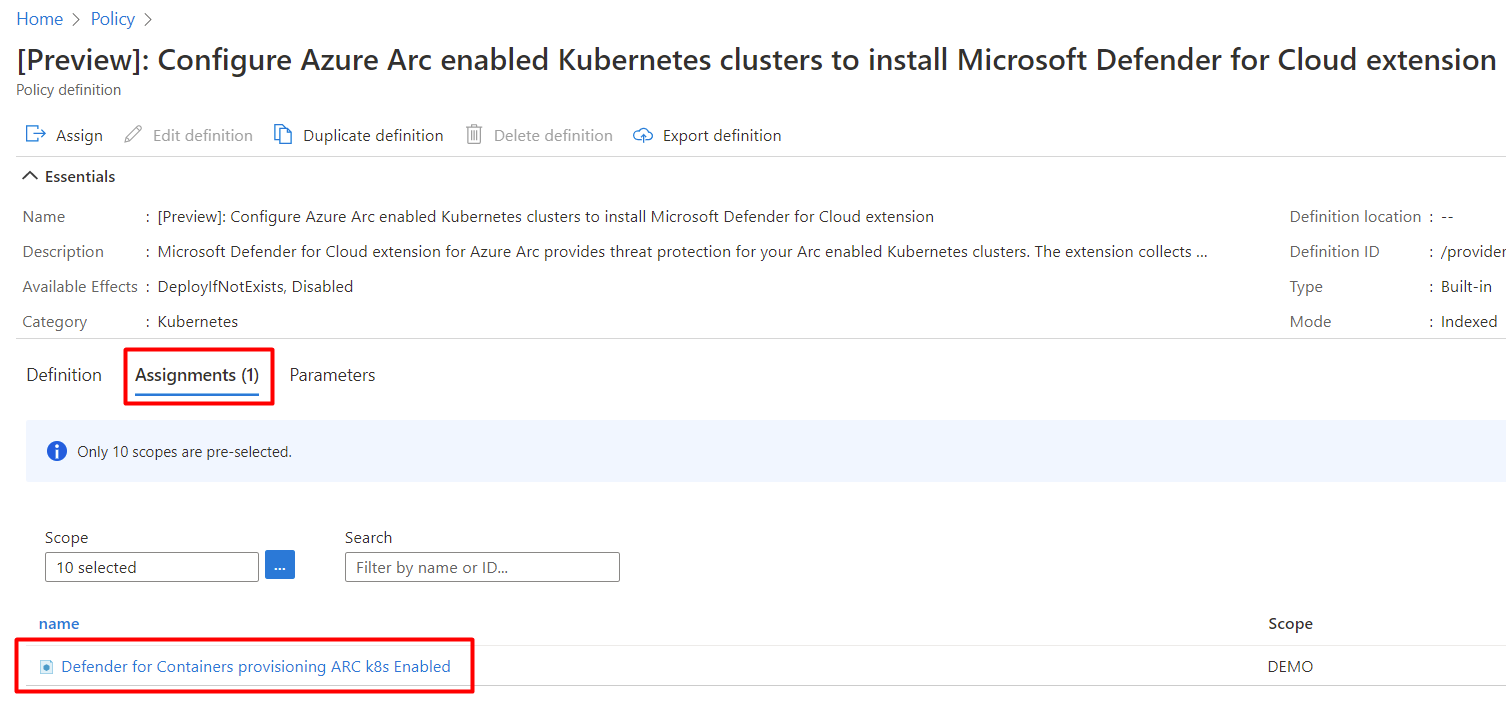 Home > Policy >
[Preview]: Configure Azure Arc enabled Kubernetes clusters to install Microsoft Defender for Cloud extension
Policy definition
Assign Edit definition Duplicate definition Delete definition Export definition
Essentials
Name : [Preview]: Configure Azure Arc enabled Kubernetes clusters to install Microsoft Defender for Cloud extension Definition location : --
Description : Microsoft Defender for Cloud extension for Azure Arc provides threat protection for your Arc enabled Kubernetes clusters. The extension collects ... Definition ID : /provider
Available Effects : DeployIfNotExists, Disabled Type : Built-in
Category : Kubernetes Mode : Indexed
Definition Assignments (1) Parameters
Only 10 scopes are pre-selected.
Scope Search
10 selected ... Filter by name or ID...
name Scope
Defender for Containers provisioning ARC k8s Enabled DEMO